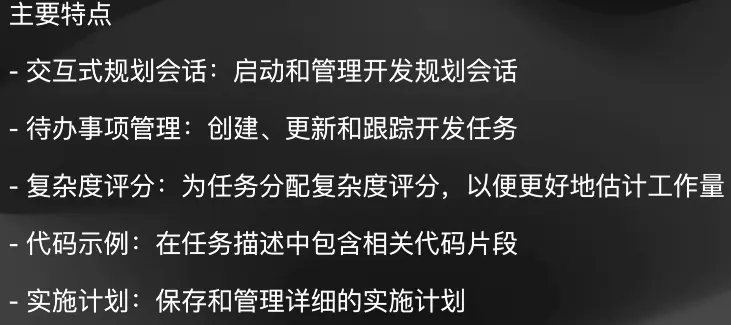 主要特点
- 交互式规划会话：启动和管理开发规划会话
- 待办事项管理：创建、更新和跟踪开发任务
- 复杂度评分：为任务分配复杂度评分，以便更好地估计工作量
- 代码示例：在任务描述中包含相关代码片段
- 实施计划：保存和管理详细的实施计划